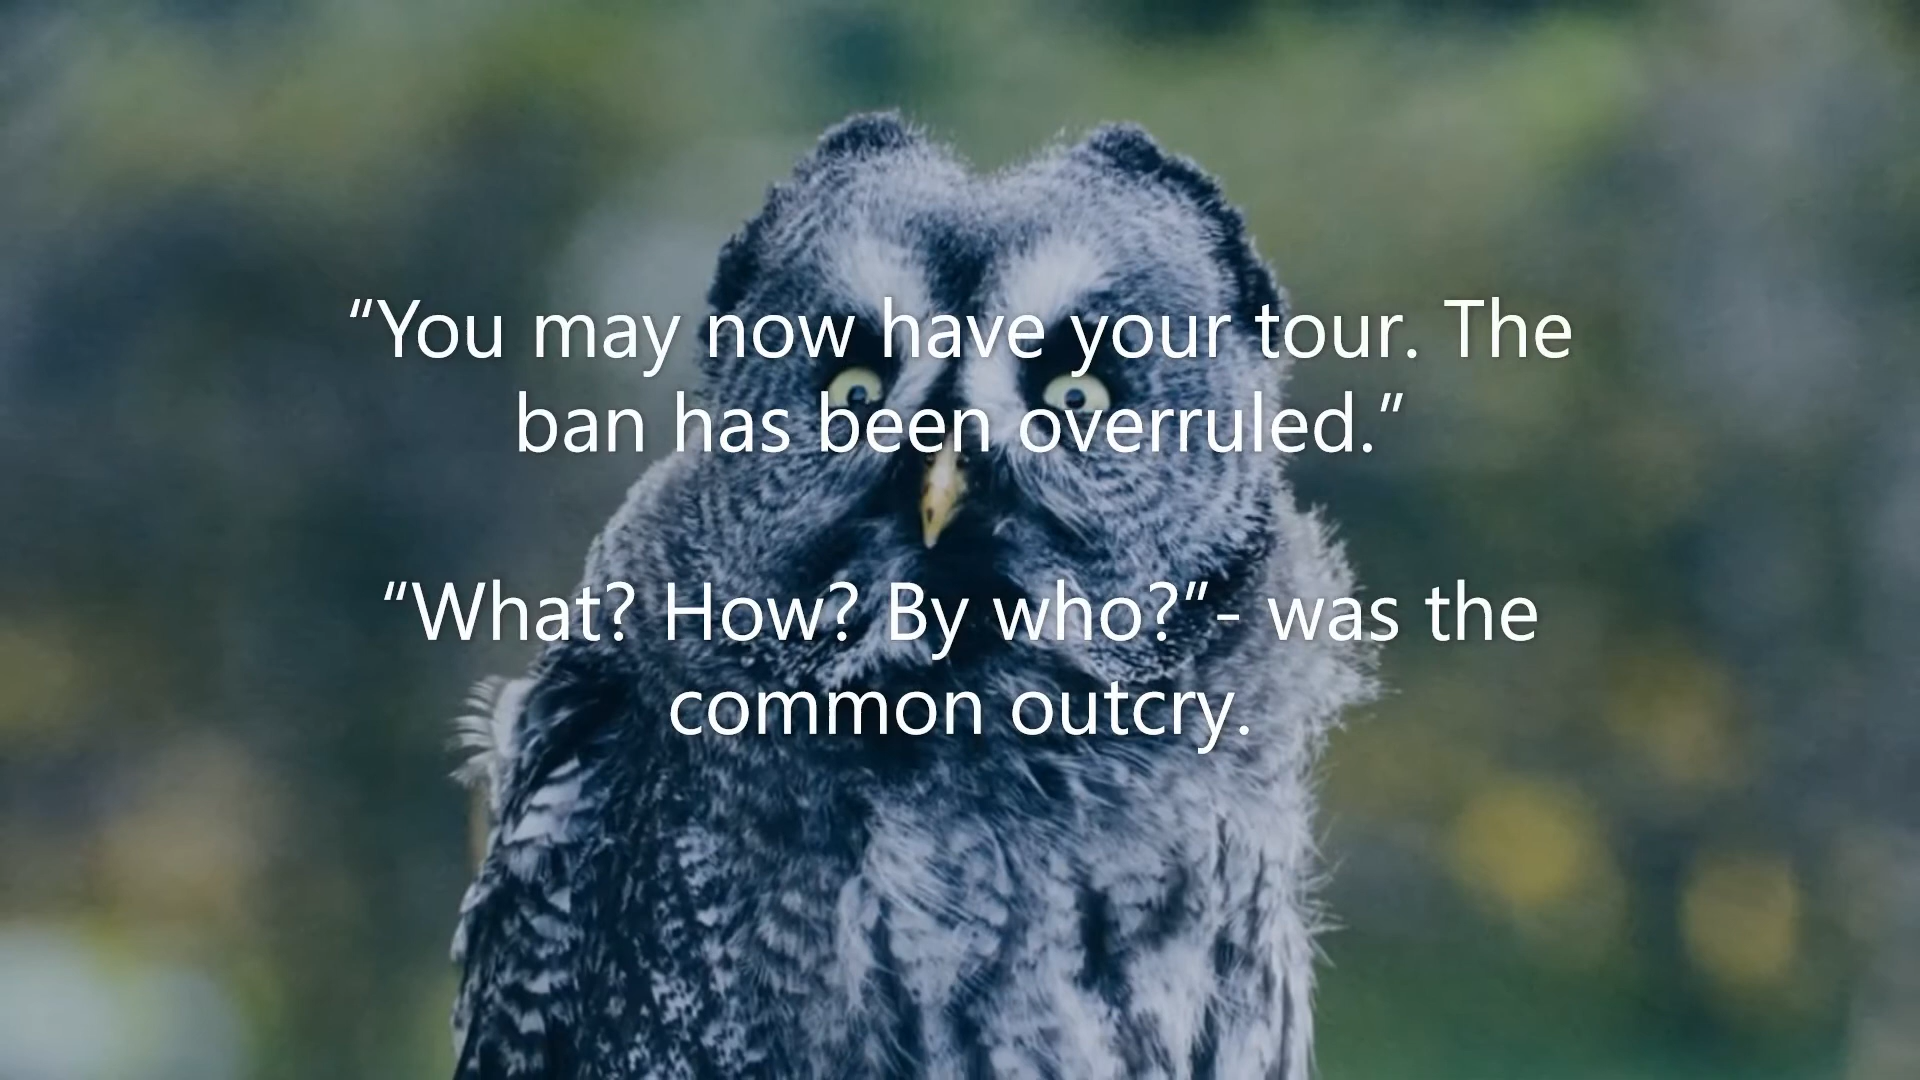 “You may now have your tour. The
ban has been overruled.”
“What? How? By who?”- was the
common outcry.